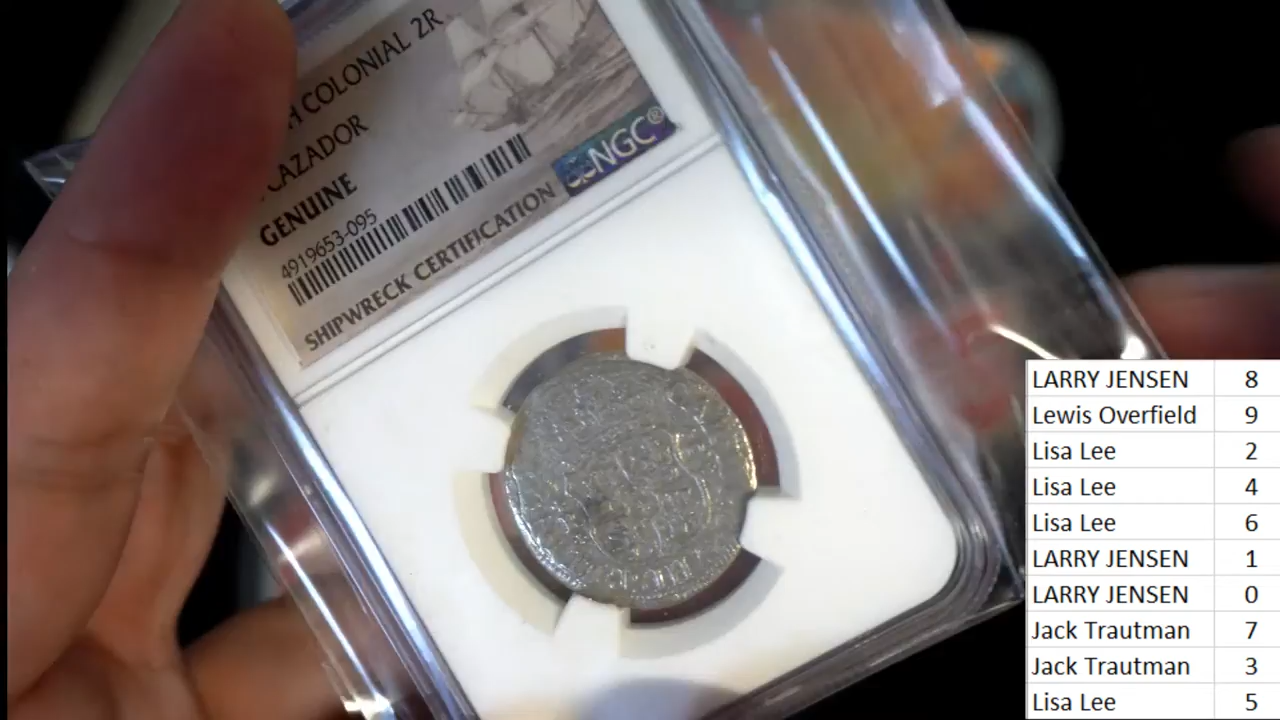 COLONIAL 2R
CAZADOR
GENUINE
4919653-095
SHIPWRECK CERTIFICATION
NGC®
LARRY JENSEN 8
Lewis Overfield 9
Lisa Lee 2
Lisa Lee 4
Lisa Lee 6
LARRY JENSEN 1
LARRY JENSEN 0
Jack Trautman 7
Jack Trautman 3
Lisa Lee 5